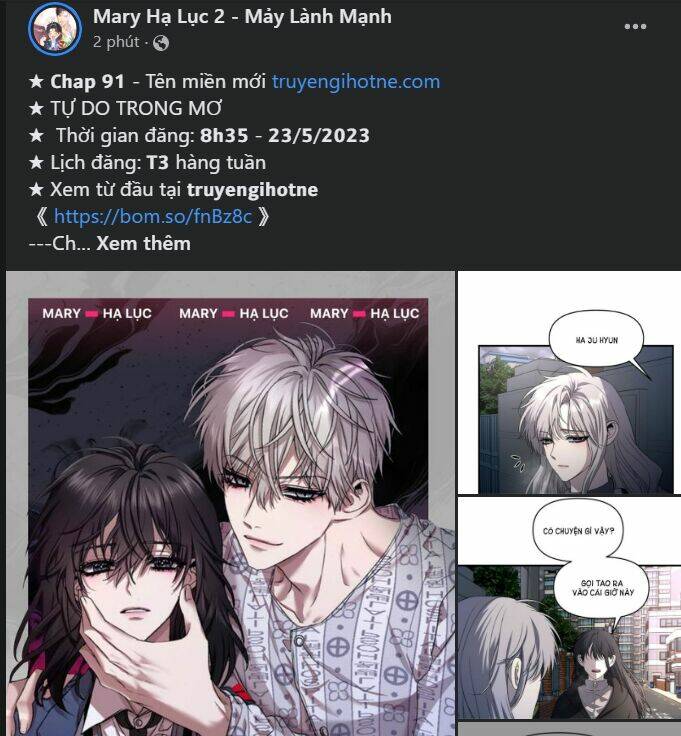 Mary Hạ Lục 2 - Mảy Lành Mạnh
2 phút ·
★ Chap 91 - Tên miền mới truyengihotne.com
★ TỰ DO TRONG MƠ
★ Thời gian đăng: 8h35 - 23/5/2023
★ Lịch đăng: T3 hàng tuần
★ Xem từ đầu tại truyengihotne
《 https://bom.so/fnBz8c 》
---Ch... Xem thêm
MARY HẠ LỤC MARY HẠ LỤC MARY HẠ LỤC
HA JU HYUN
CÓ CHUYỆN GÌ VẬY?
GỌI TAO RA
VÀO CÁI GIỜ NÀY